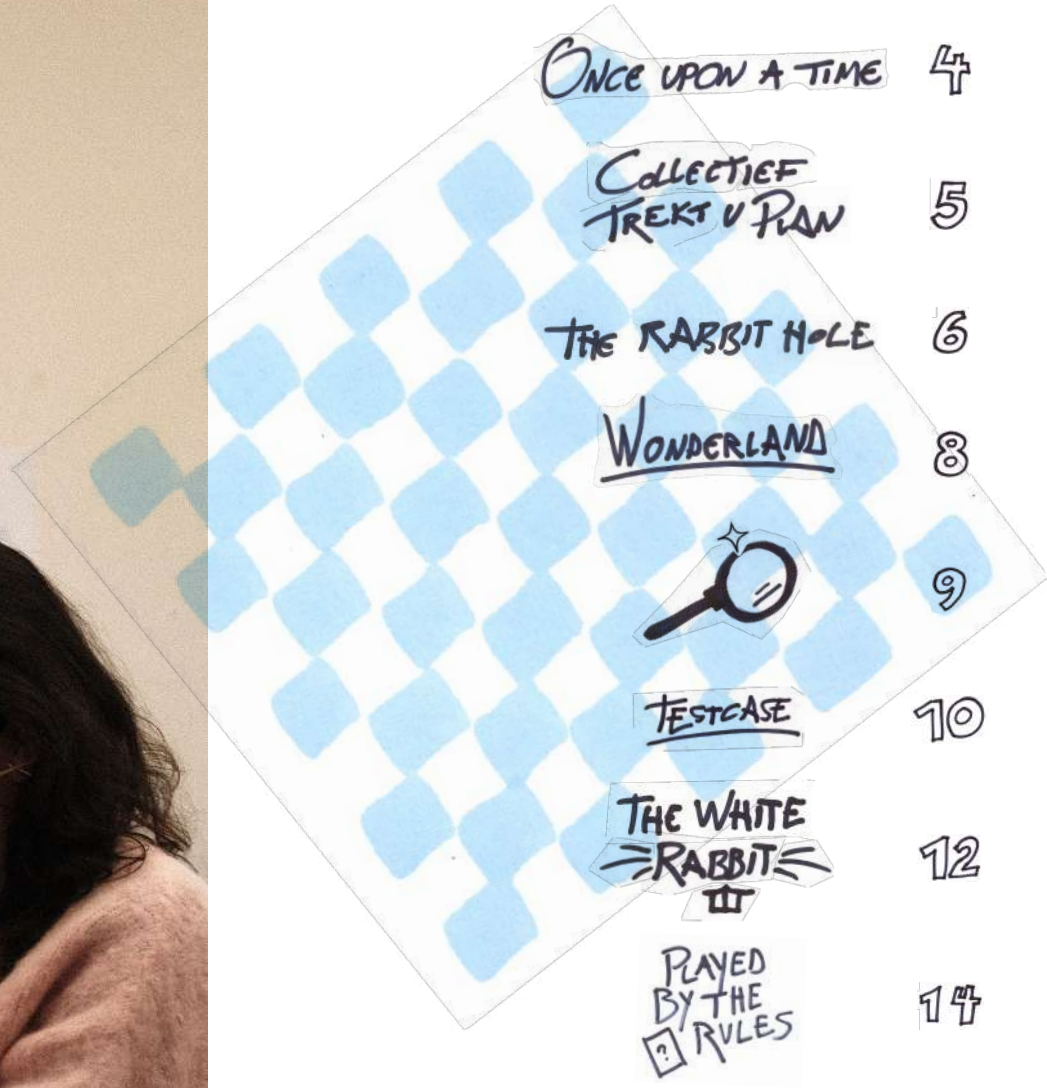 ONCE UPON A TIME 4
COLLECTIEF
TREKT U PLAN 5
THE RABBIT HOLE 6
WONDERLAND 8
9
TESTCASE 10
THE WHITE
RABBIT 12
PLAYED
BY THE
? RULES 14